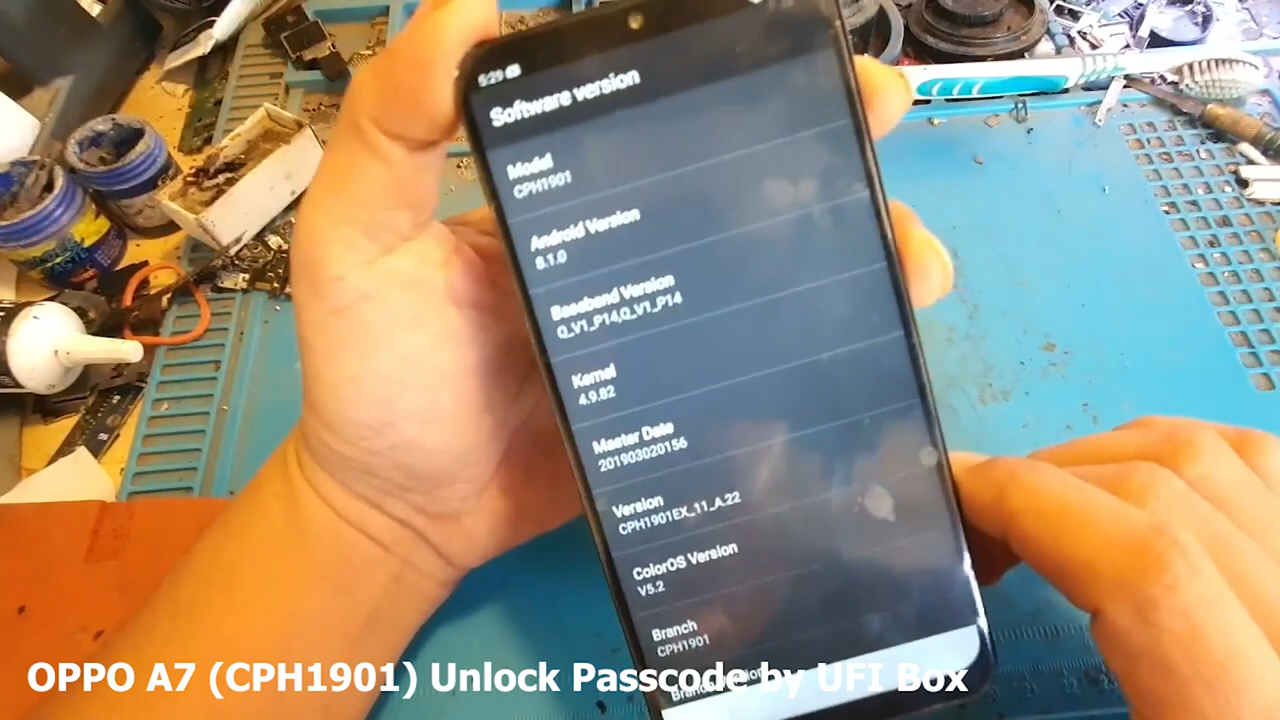 5:29
Software version
Model
CPH1901
Android Version
8.1.0
Baseband Version
Q_V1_P14,Q_V1_P14
Kernel
4.9.82
Master Date
201903020156
Version
CPH1901EX_11_A.22
ColorOS Version
V5.2
Branch
CPH1901
OPPO A7 (CPH1901) Unlock Passcode by UFI Box